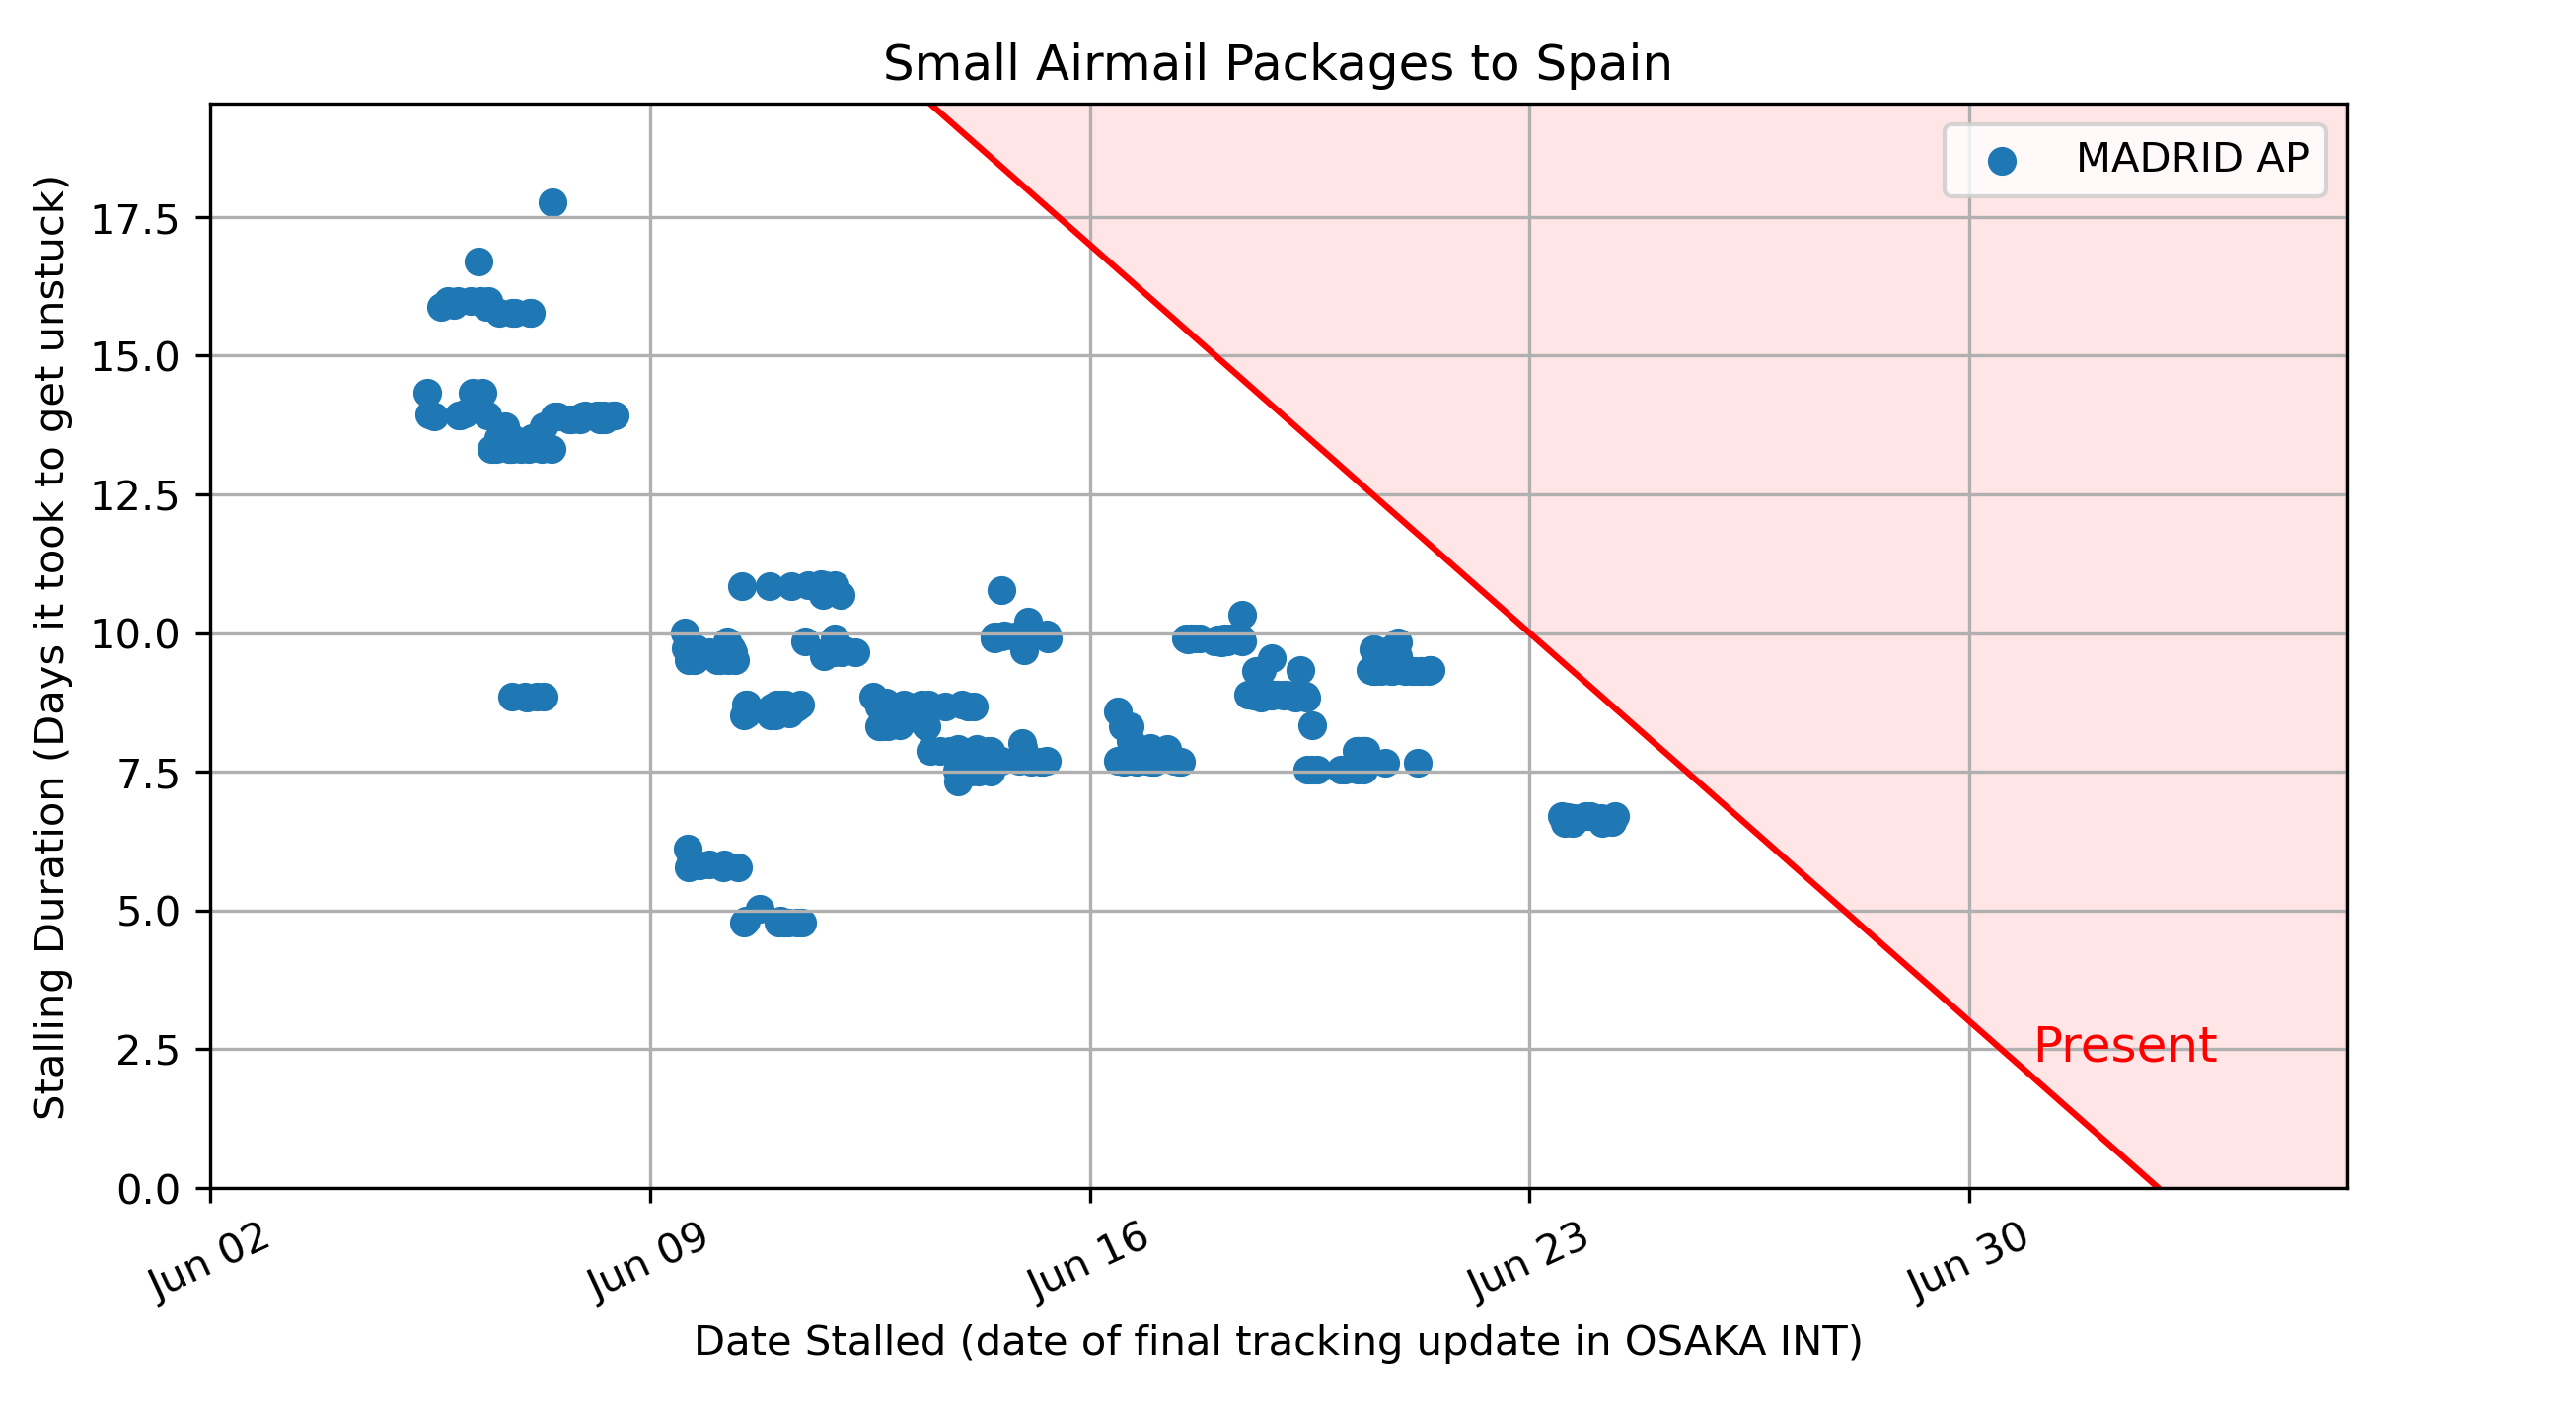 Small Airmail Packages to Spain
MADRID AP
Stalling Duration (Days it took to get unstuck)
17.5
15.0
12.5
10.0
7.5
5.0
2.5
0.0
Present
Jun 02
Jun 09
Jun 16
Jun 23
Jun 30
Date Stalled (date of final tracking update in OSAKA INT)